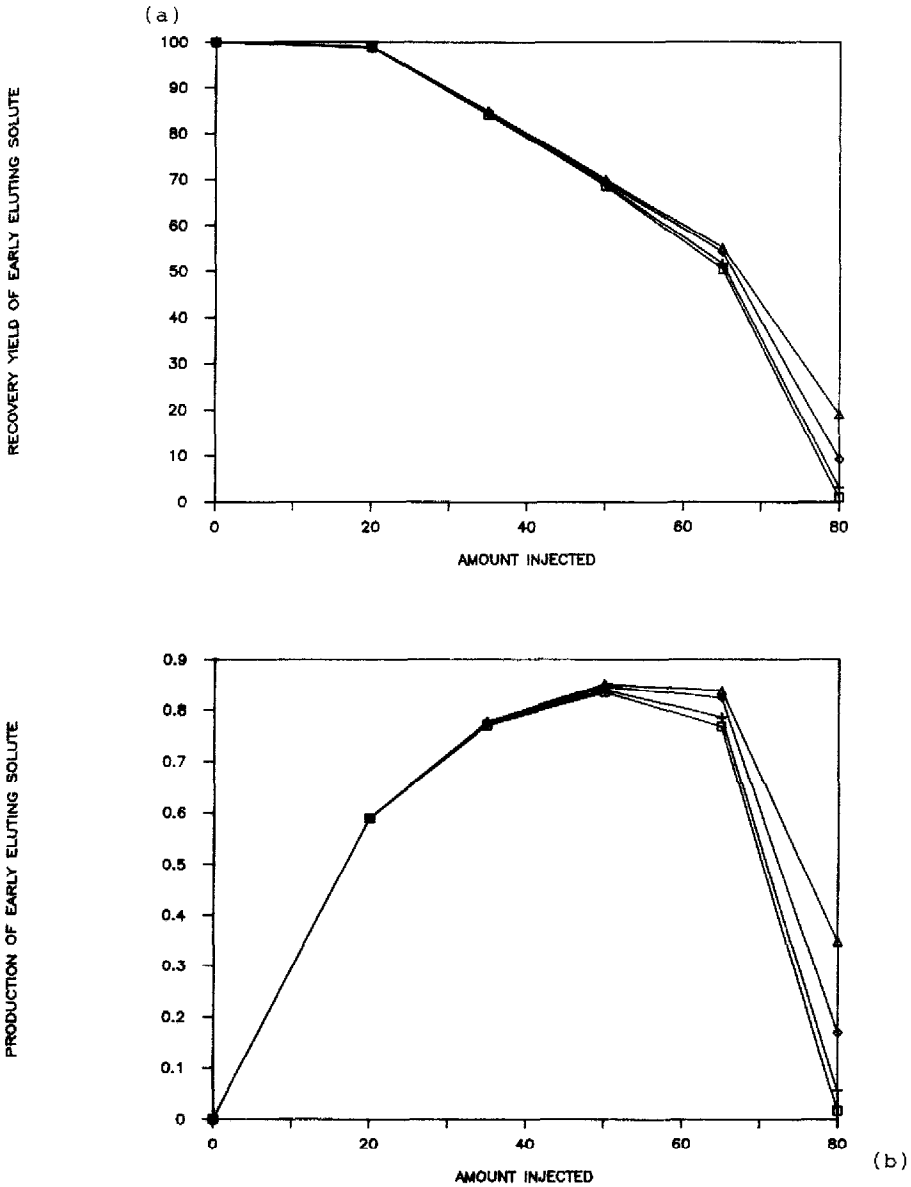 (a)
RECOVERY YIELD OF EARLY ELUTING SOLUTE
100
90
80
70
60
50
40
30
20
10
0
0 20 40 60 80
AMOUNT INJECTED
PRODUCTION OF EARLY ELUTING SOLUTE
0.9
0.8
0.7
0.6
0.5
0.4
0.3
0.2
0.1
0
0 20 40 60 80
AMOUNT INJECTED
(b)